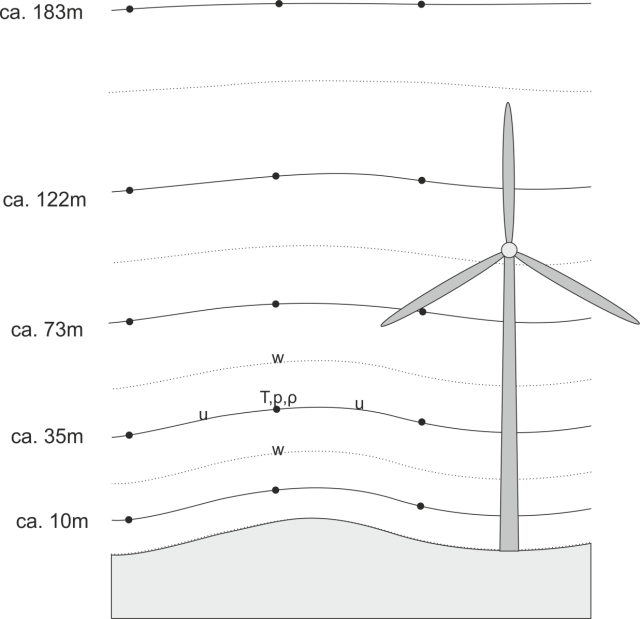 ca. 183m
ca. 122m
ca. 73m
w
T,p,ρ
u
u
ca. 35m
w
ca. 10m